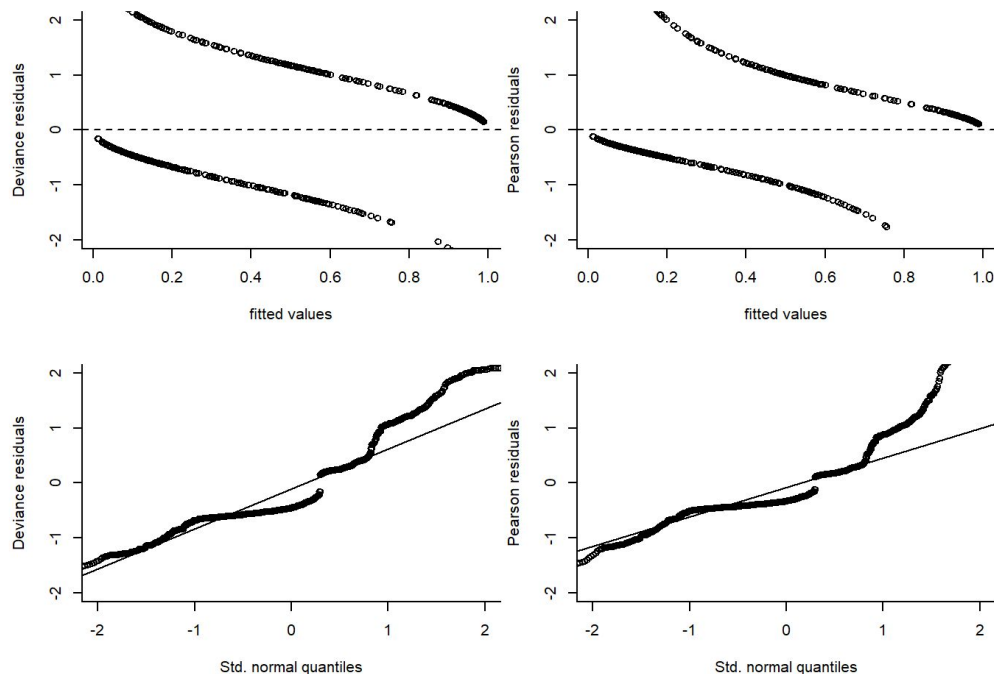 Deviance residuals
2
1
0
-1
-2
0.0 0.2 0.4 0.6 0.8 1.0
fitted values
Pearson residuals
2
1
0
-1
-2
0.0 0.2 0.4 0.6 0.8 1.0
fitted values
Deviance residuals
2
1
0
-1
-2
-2 -1 0 1 2
Std. normal quantiles
Pearson residuals
2
1
0
-1
-2
-2 -1 0 1 2
Std. normal quantiles